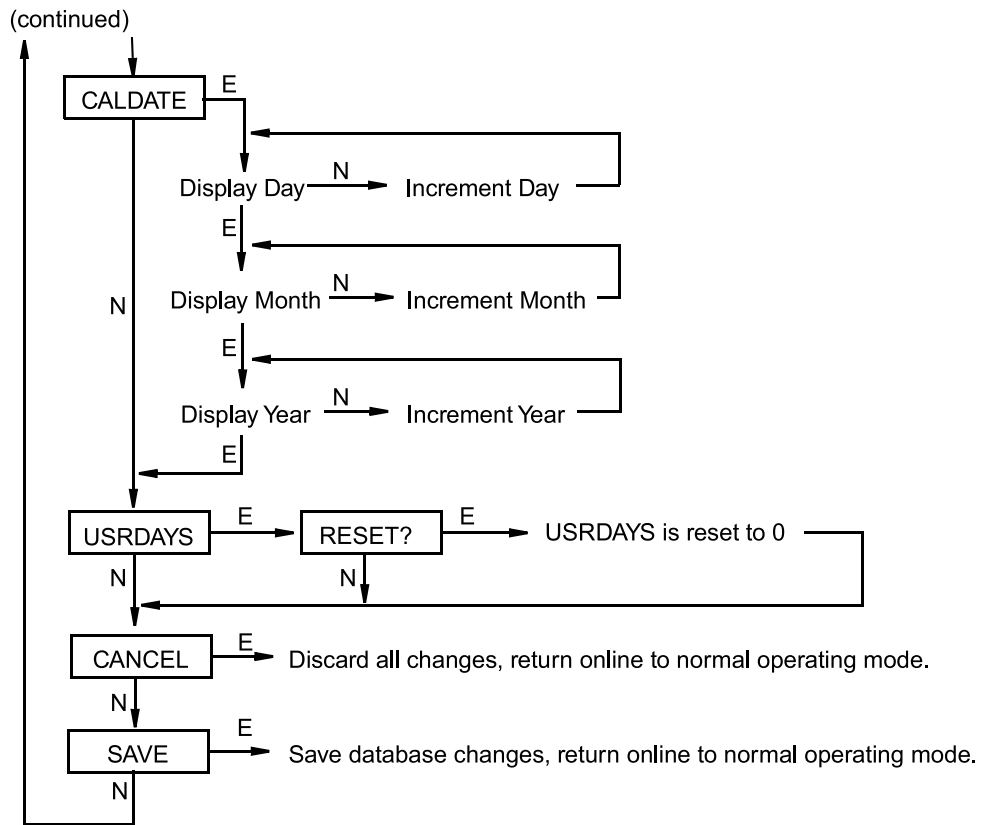 (continued)
E
CALDATE
N
Display Day
Increment Day
E
N
Display Month
Increment Month
N
E
N
Display Year
Increment Year
E
E
E
USRDAYS
RESET?
USRDAYS is reset to 0
N
N
E
CANCEL
Discard all changes, return online to normal operating mode.
N
E
SAVE
Save database changes, return online to normal operating mode.
N